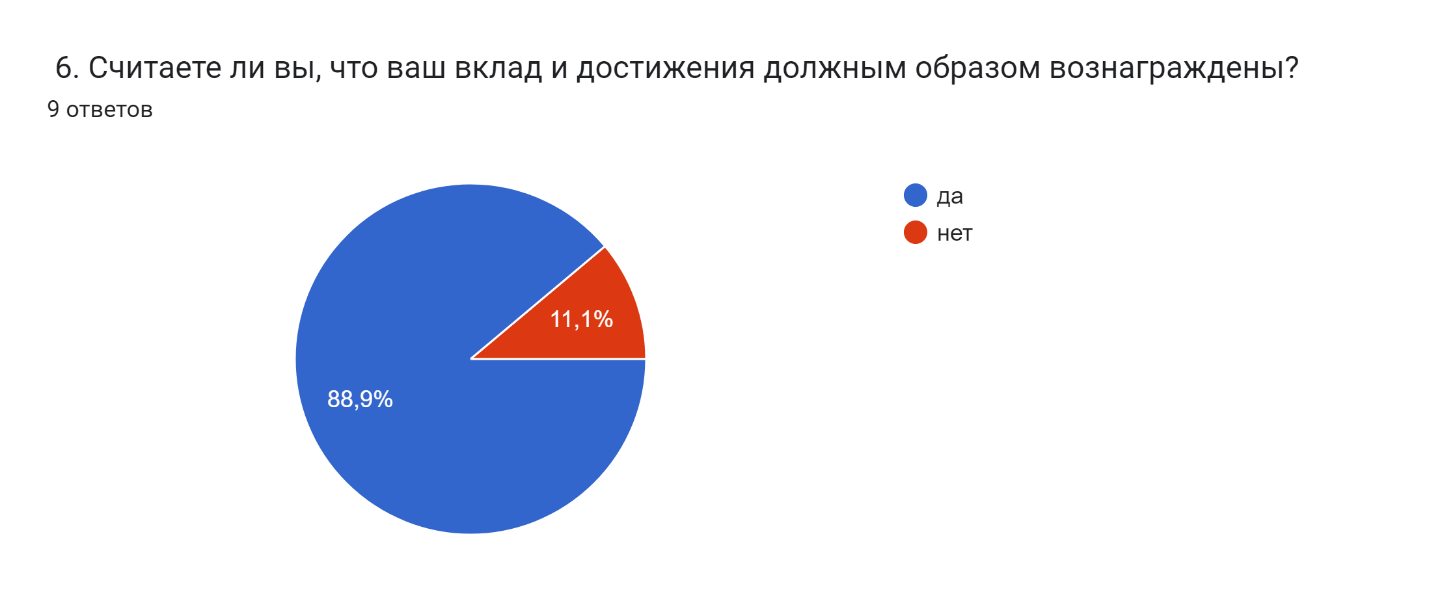 6. Считаете ли вы, что ваш вклад и достижения должным образом вознаграждены?
9 ответов
да
нет
11,1%
88,9%